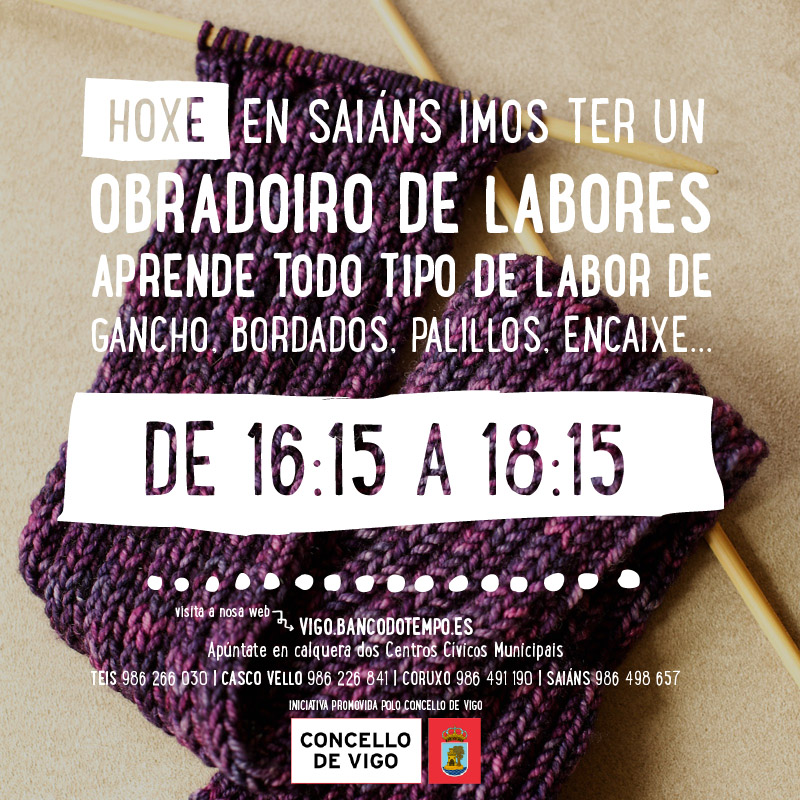 HOXE EN SAIÁNS IMOS TER UN
OBRADOIRO DE LABORES
APRENDE TODO TIPO DE LABOR DE
GANCHO, BORDADOS, PALILLOS, ENCAIXE...
DE 16:15 A 18:15
visita a nosa web
VIGO.BANCODOTEMPO.ES
Apúntate en calquera dos Centros Cívicos Municipais
TEIS 986 266 030 | CASCO VELLO 986 226 841 | CORUXO 986 491 190 | SAIÁNS 986 498 657
INICIATIVA PROMOVIDA POLO CONCELLO DE VIGO
CONCELLO
DE VIGO